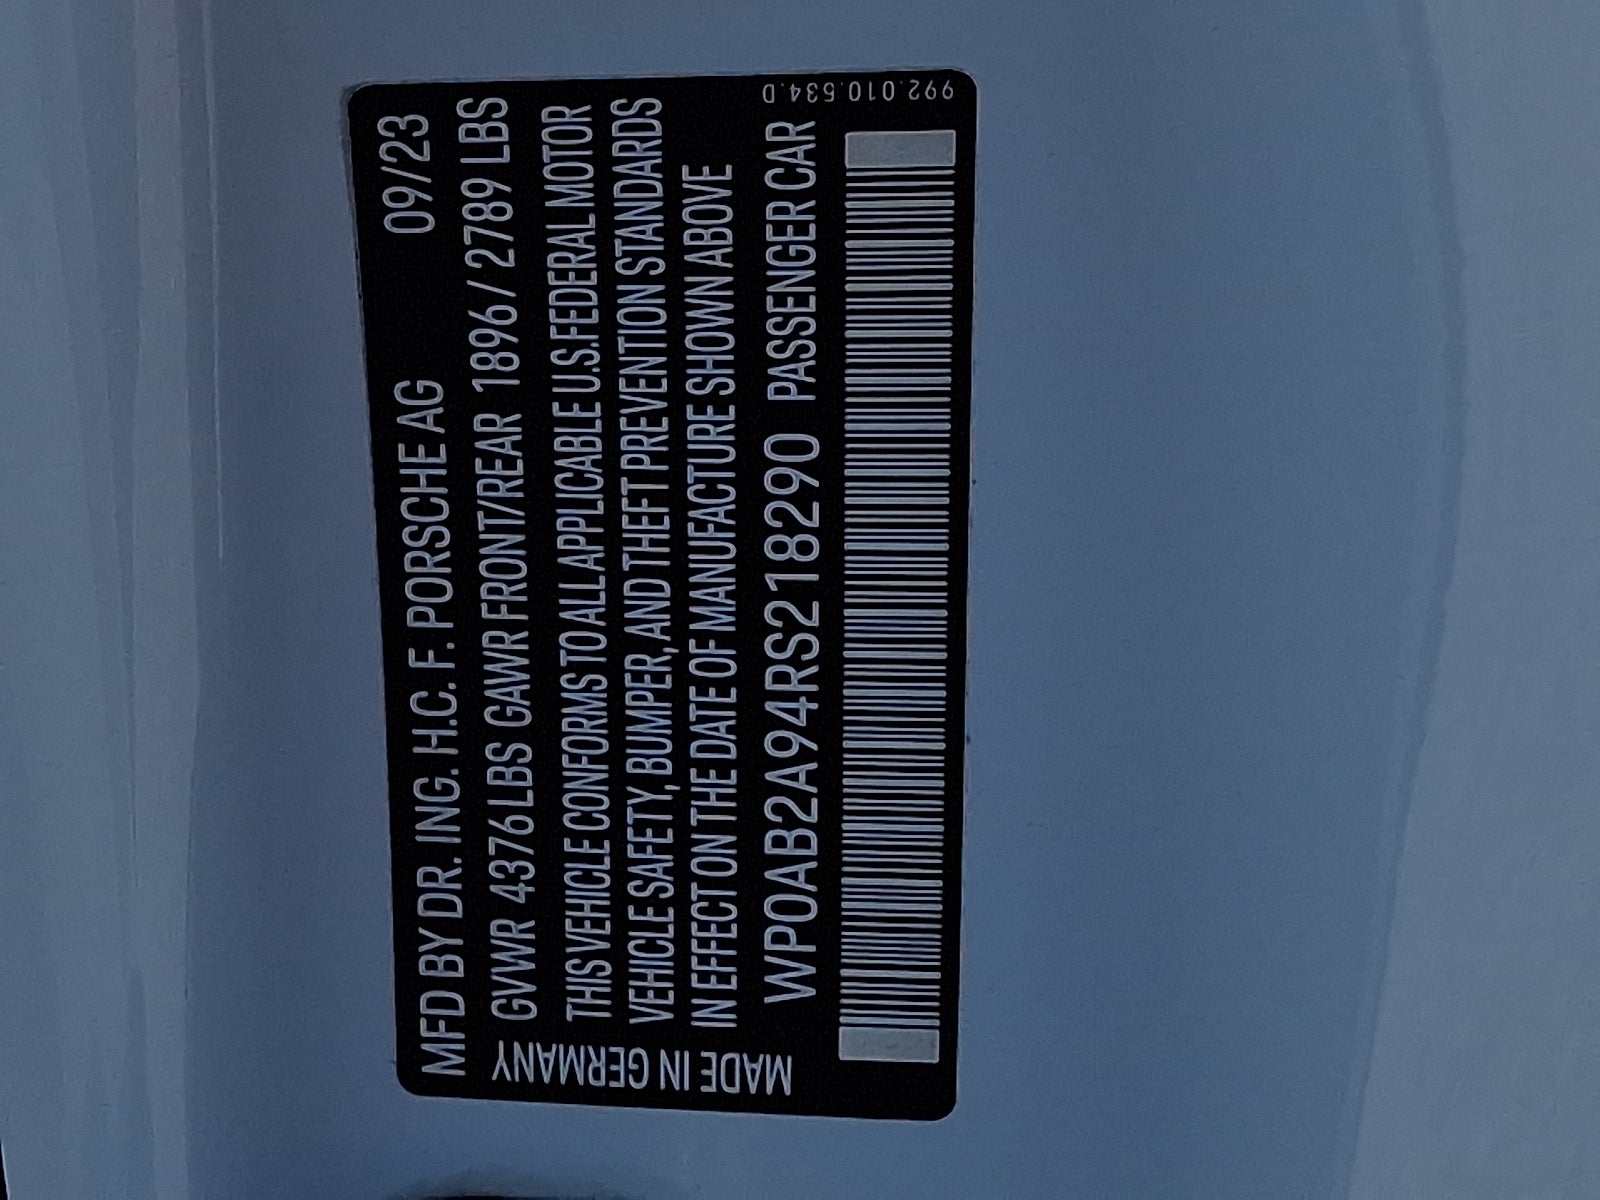 MFD BY DR. ING. H.C. F. PORSCHE AG 09/23
GVWR 4376 LBS GAWR FRONT/REAR 1896 / 2789 LBS
THIS VEHICLE CONFORMS TO ALL APPLICABLE U.S.FEDERAL MOTOR
VEHICLE SAFETY, BUMPER, AND THEFT PREVENTION STANDARDS
IN EFFECT ON THE DATE OF MANUFACTURE SHOWN ABOVE
WP0AB2A94RS218290 PASSENGER CAR
MADE IN GERMANY
992.010.534.D